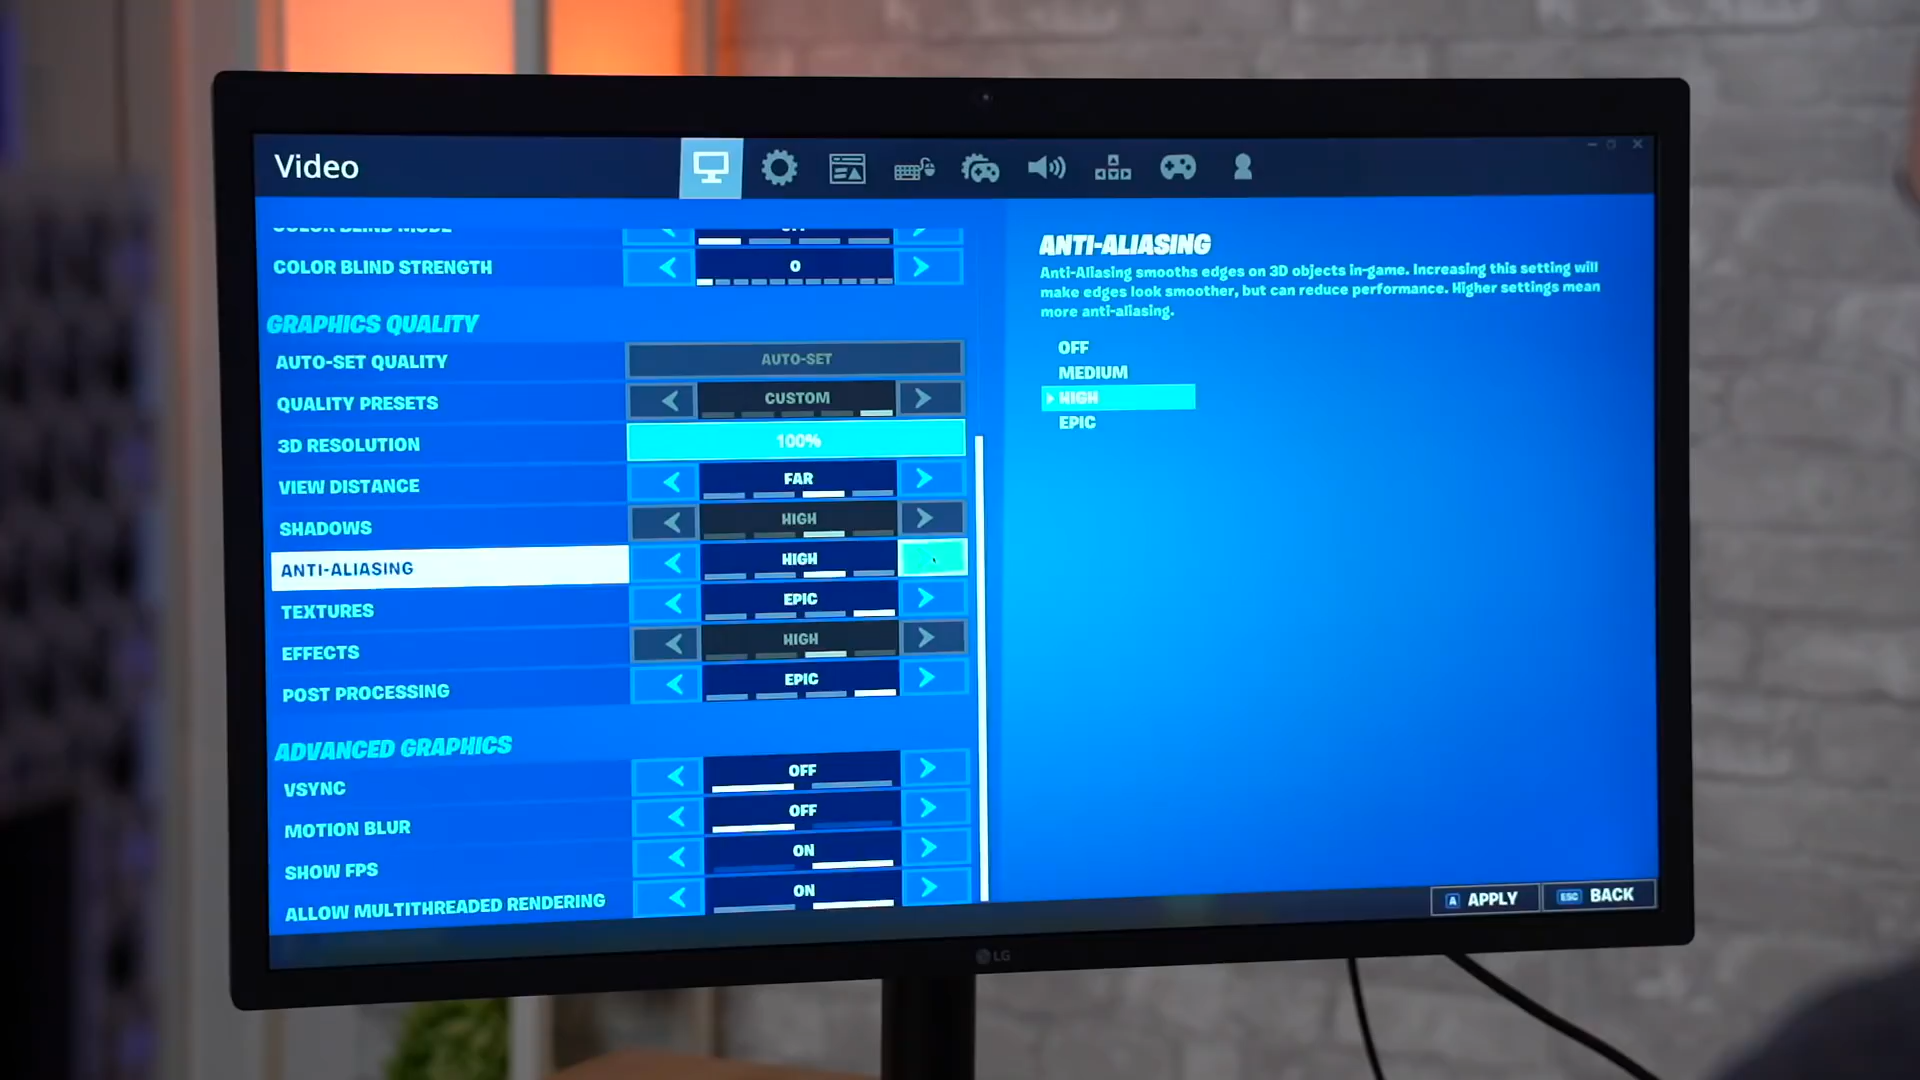 Video
COLOR BLIND MODE
OFF
COLOR BLIND STRENGTH
0
GRAPHICS QUALITY
AUTO-SET QUALITY
AUTO-SET
QUALITY PRESETS
CUSTOM
3D RESOLUTION
100%
VIEW DISTANCE
FAR
SHADOWS
HIGH
ANTI-ALIASING
HIGH
TEXTURES
EPIC
EFFECTS
HIGH
POST PROCESSING
EPIC
ADVANCED GRAPHICS
VSYNC
OFF
MOTION BLUR
OFF
SHOW FPS
ON
ALLOW MULTITHREADED RENDERING
ON
ANTI-ALIASING
Anti-Aliasing smooths edges on 3D objects in-game. Increasing this setting will
make edges look smoother, but can reduce performance. Higher settings mean
more anti-aliasing.
OFF
MEDIUM
HIGH
EPIC
A APPLY
ESC BACK
LG